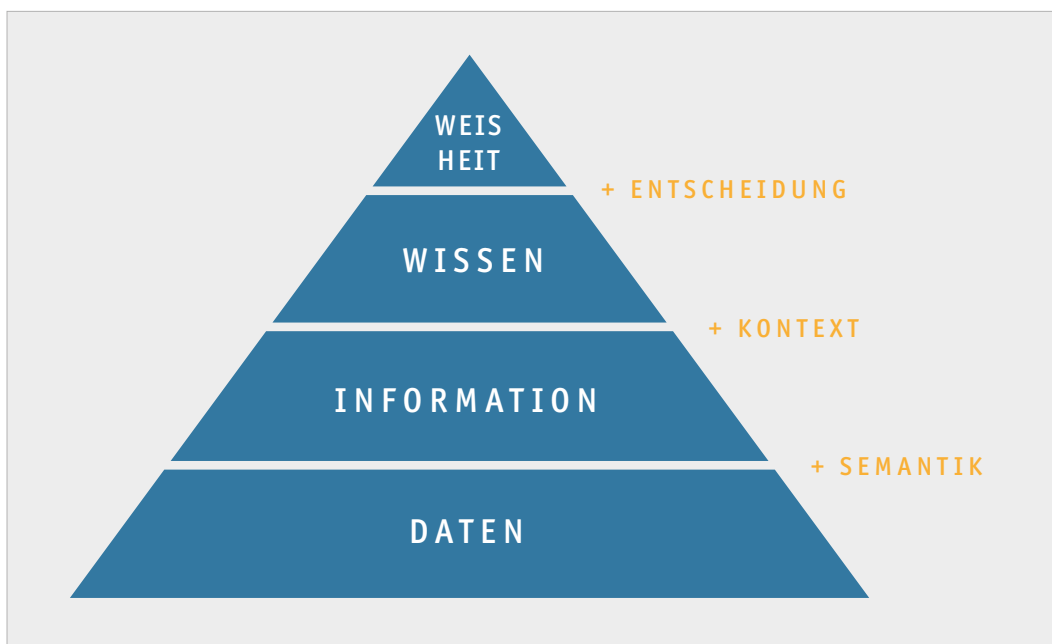 WEIS
HEIT
+ ENTSCHEIDUNG
WISSEN
+ KONTEXT
INFORMATION
+ SEMANTIK
DATEN